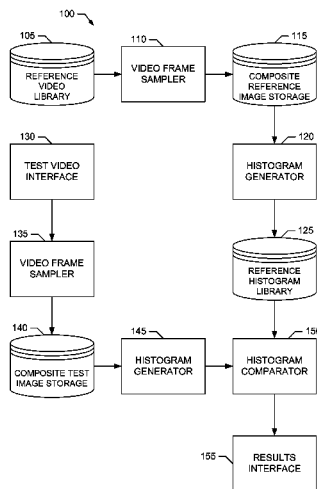 100
105
REFERENCE
VIDEO
LIBRARY
110
VIDEO FRAME
SAMPLER
115
COMPOSITE
REFERENCE
IMAGE STORAGE
130
TEST VIDEO
INTERFACE
120
HISTOGRAM
GENERATOR
135
VIDEO FRAME
SAMPLER
125
REFERENCE
HISTOGRAM
LIBRARY
140
COMPOSITE TEST
IMAGE STORAGE
145
HISTOGRAM
GENERATOR
150
HISTOGRAM
COMPARATOR
155
RESULTS
INTERFACE